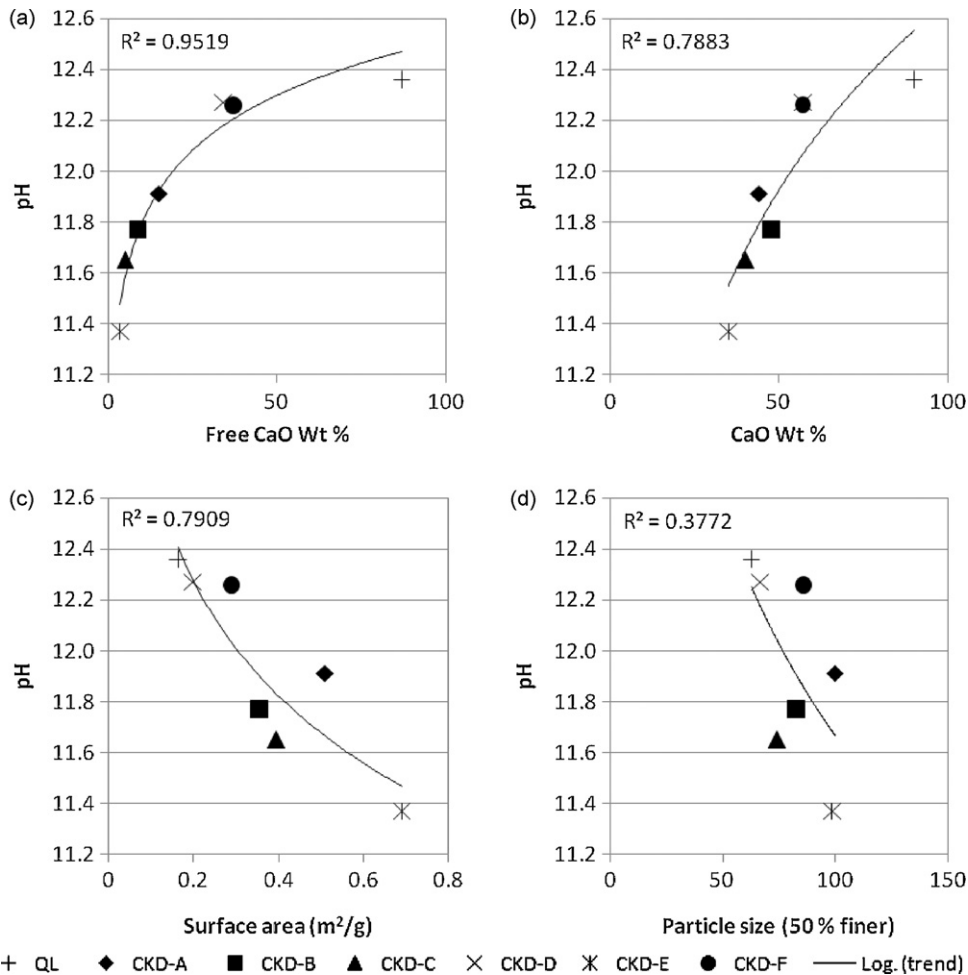 (a)
R² = 0.9519
12.6
12.4
12.2
12.0
11.8
11.6
11.4
11.2
pH
0 50 100
Free CaO Wt %
(b)
R² = 0.7883
12.6
12.4
12.2
12.0
11.8
11.6
11.4
11.2
pH
0 50 100
CaO Wt %
(c)
R² = 0.7909
12.6
12.4
12.2
12.0
11.8
11.6
11.4
11.2
pH
0 0.2 0.4 0.6 0.8
Surface area (m²/g)
(d)
R² = 0.3772
12.6
12.4
12.2
12.0
11.8
11.6
11.4
11.2
pH
0 50 100 150
Particle size (50 % finer)
QL CKD-A CKD-B CKD-C CKD-D CKD-E CKD-F Log. (trend)